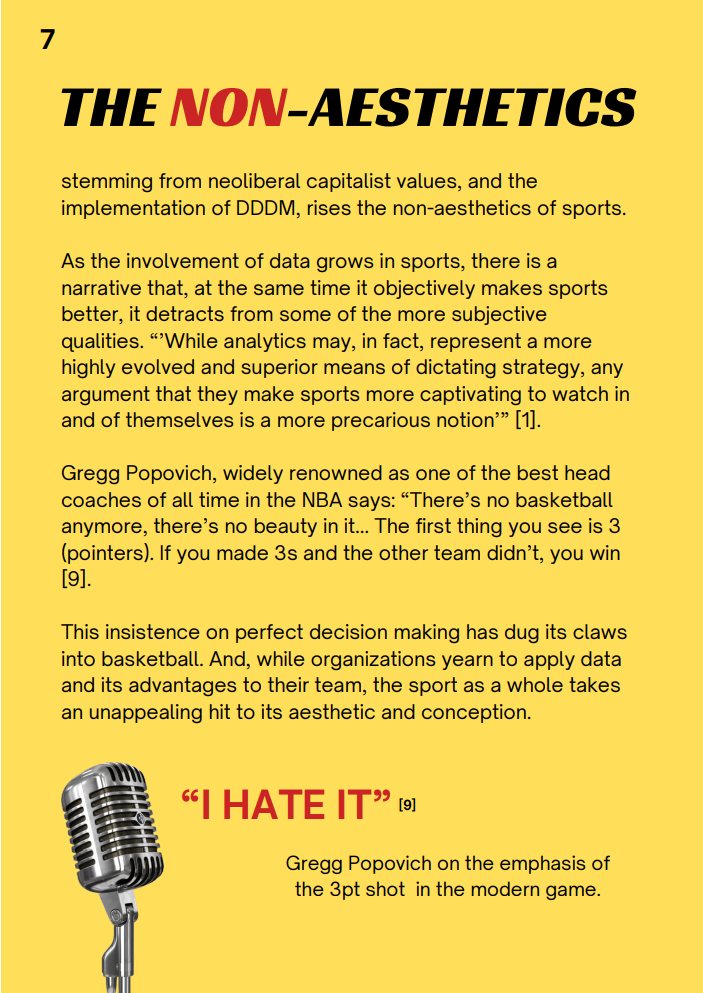 7
THE NON-AESTHETICS
stemming from neoliberal capitalist values, and the
implementation of DDDM, rises the non-aesthetics of sports.
As the involvement of data grows in sports, there is a
narrative that, at the same time it objectively makes sports
better, it detracts from some of the more subjective
qualities. “’While analytics may, in fact, represent a more
highly evolved and superior means of dictating strategy, any
argument that they make sports more captivating to watch in
and of themselves is a more precarious notion’” [1].
Gregg Popovich, widely renowned as one of the best head
coaches of all time in the NBA says: “There’s no basketball
anymore, there’s no beauty in it... The first thing you see is 3
(pointers). If you made 3s and the other team didn’t, you win
[9].
This insistence on perfect decision making has dug its claws
into basketball. And, while organizations yearn to apply data
and its advantages to their team, the sport as a whole takes
an unappealing hit to its aesthetic and conception.
“I HATE IT” [9]
Gregg Popovich on the emphasis of
the 3pt shot in the modern game.